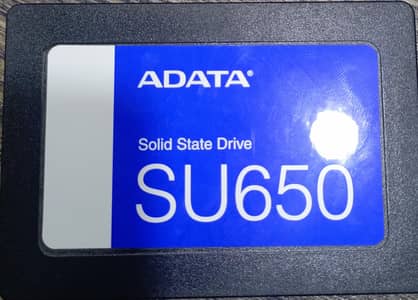 ADATA®
Solid State Drive
SU650